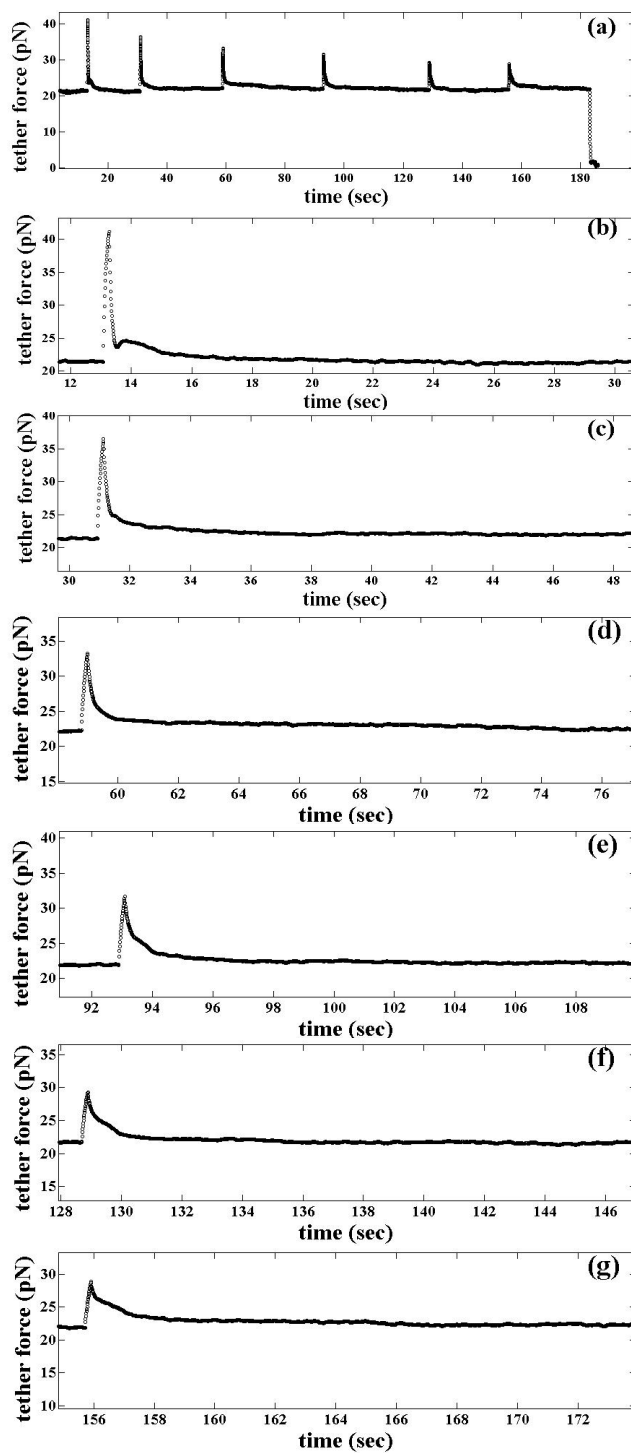 (a)
tether force (pN)
40
30
20
10
0
20 40 60 80 100 120 140 160 180
time (sec)
(b)
tether force (pN)
40
35
30
25
20
12 14 16 18 20 22 24 26 28 30
time (sec)
(c)
tether force (pN)
40
35
30
25
20
30 32 34 36 38 40 42 44 46 48
time (sec)
(d)
tether force (pN)
35
30
25
20
15
60 62 64 66 68 70 72 74 76
time (sec)
(e)
tether force (pN)
40
35
30
25
20
92 94 96 98 100 102 104 106 108
time (sec)
(f)
tether force (pN)
35
30
25
20
15
128 130 132 134 136 138 140 142 144 146
time (sec)
(g)
tether force (pN)
30
25
20
15
10
156 158 160 162 164 166 168 170 172
time (sec)